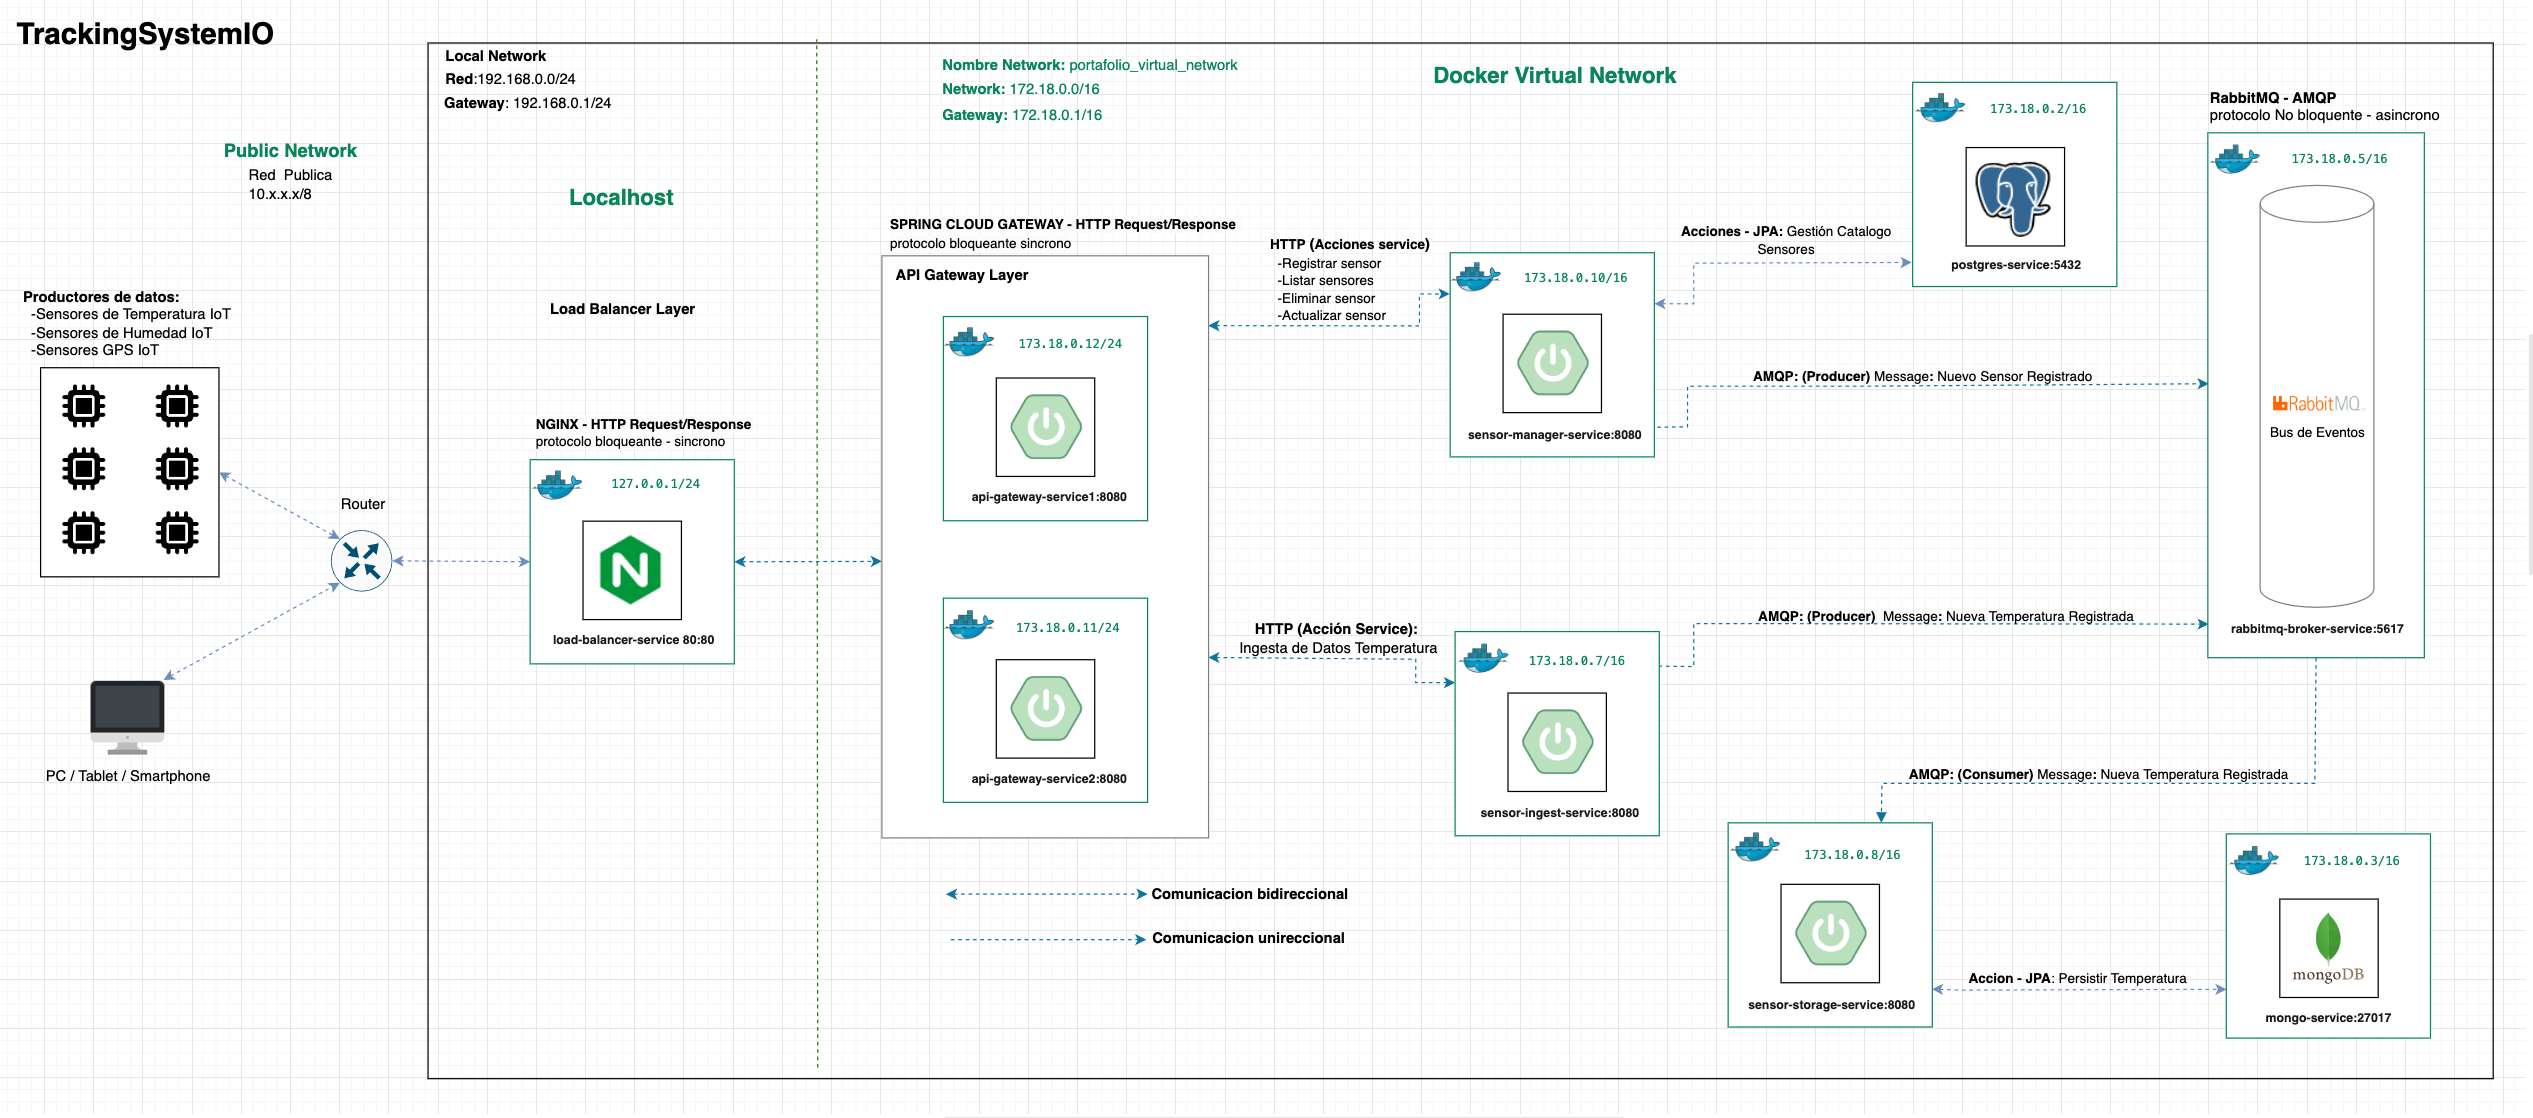 TrackingSystemIO
Local Network
Red:192.168.0.0/24
Gateway: 192.168.0.1/24
Nombre Network: portafolio_virtual_network
Network: 172.18.0.0/16
Gateway: 172.18.0.1/16
Docker Virtual Network
Public Network
Red Publica
10.x.x.x/8
Localhost
Load Balancer Layer
Productores de datos:
-Sensores de Temperatura IoT
-Sensores de Humedad IoT
-Sensores GPS IoT
Router
PC / Tablet / Smartphone
NGINX - HTTP Request/Response
protocolo bloqueante - sincrono
127.0.0.1/24
N
load-balancer-service 80:80
SPRING CLOUD GATEWAY - HTTP Request/Response
protocolo bloqueante sincrono
API Gateway Layer
173.18.0.12/24
api-gateway-service1:8080
173.18.0.11/24
api-gateway-service2:8080
HTTP (Acciones service)
-Registrar sensor
-Listar sensores
-Eliminar sensor
-Actualizar sensor
173.18.0.10/16
sensor-manager-service:8080
Acciones - JPA: Gestión Catalogo
Sensores
173.18.0.2/16
postgres-service:5432
RabbitMQ - AMQP
protocolo No bloquente - asincrono
173.18.0.5/16
RabbitMQ
Bus de Eventos
rabbitmq-broker-service:5617
AMQP: (Producer) Message: Nuevo Sensor Registrado
HTTP (Acción Service):
Ingesta de Datos Temperatura
173.18.0.7/16
sensor-ingest-service:8080
AMQP: (Producer) Message: Nueva Temperatura Registrada
AMQP: (Consumer) Message: Nueva Temperatura Registrada
173.18.0.8/16
sensor-storage-service:8080
Accion - JPA: Persistir Temperatura
173.18.0.3/16
mongoDB
mongo-service:27017
Comunicacion bidireccional
Comunicacion unireccional